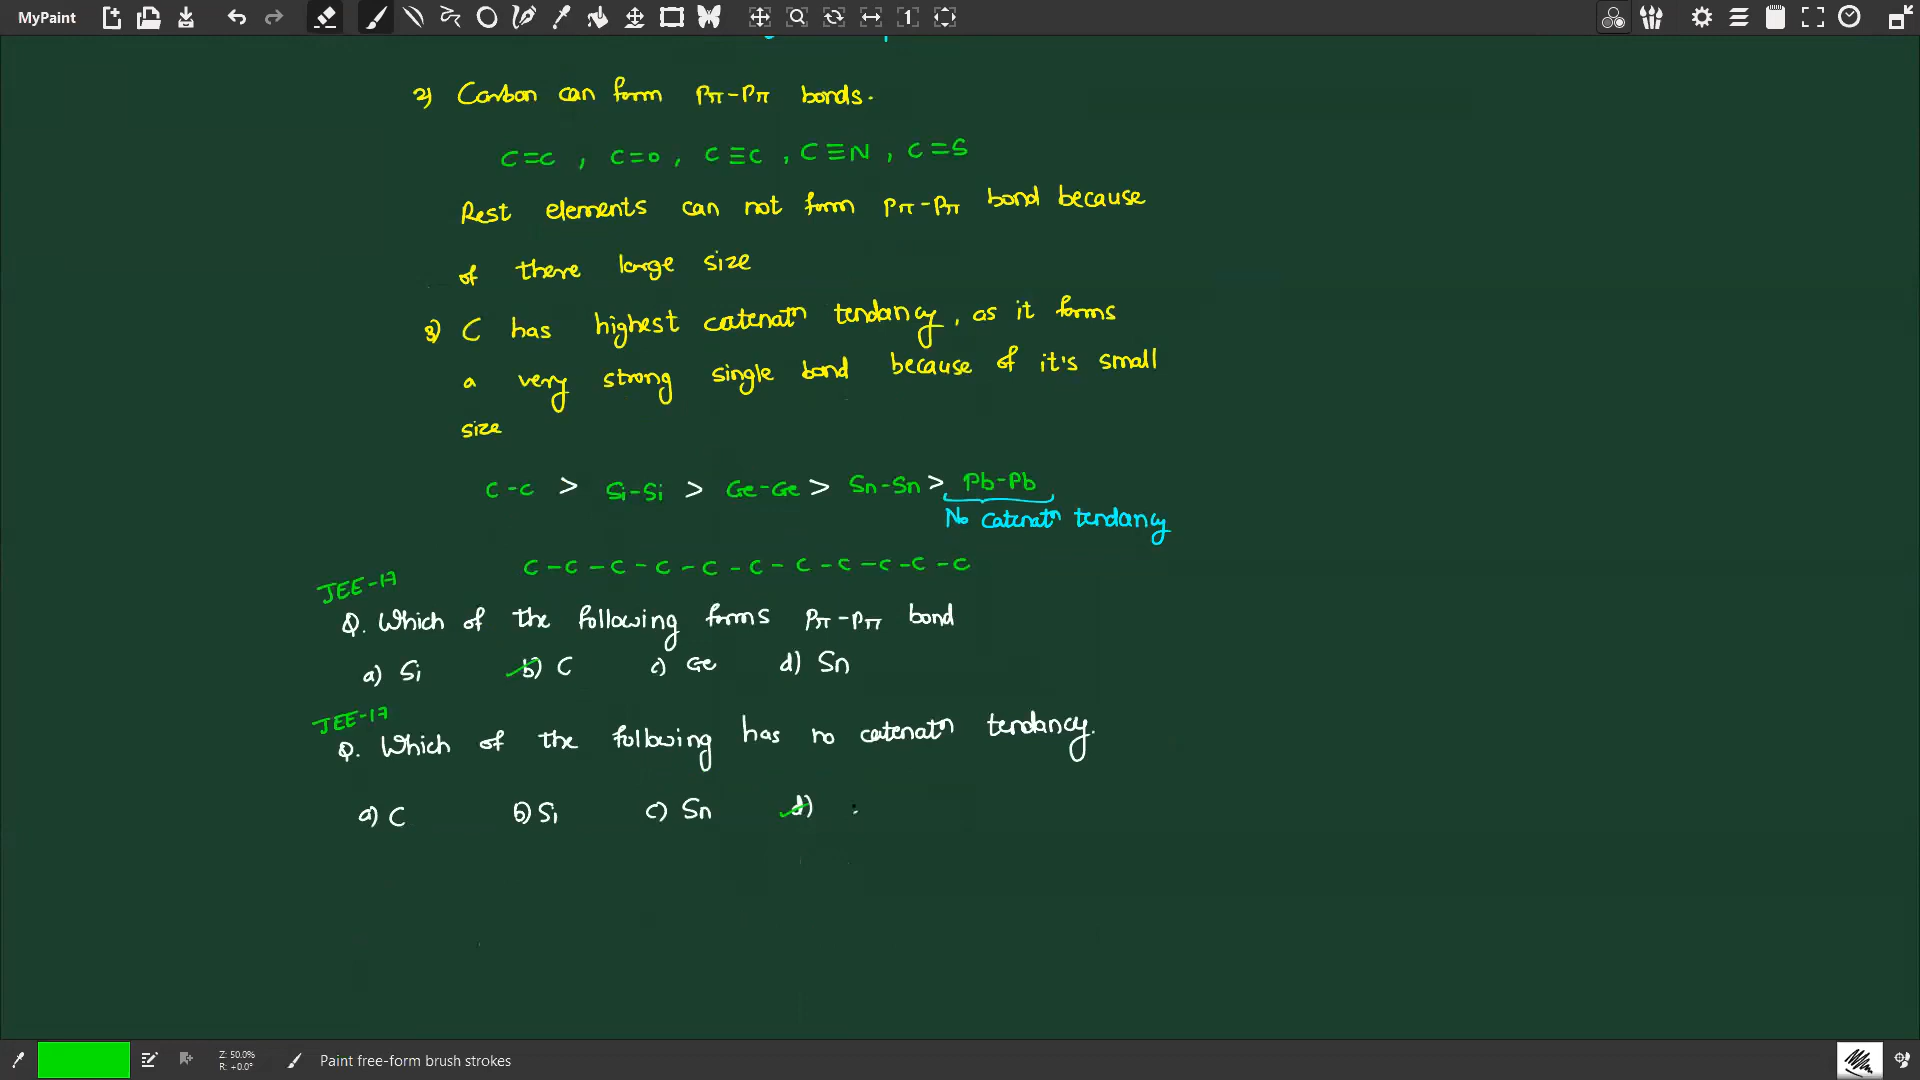 MyPaint
2) Carbon can form Pπ-Pπ bonds.
C=C , C=O , C≡C , C≡N , C=S
Rest elements can not form Pπ-Pπ bond because
of there large size
3) C has highest catenatⁿ tendancy, as it forms
a very strong single bond because of it's small
size
C-C > Si-Si > Ge-Ge > Sn-Sn > Pb-Pb
No catenatⁿ tendancy
C-C-C-C-C-C-C-C-C-C-C
JEE-17
Q. Which of the following forms Pπ-Pπ bond
a) Si b) C c) Ge d) Sn
JEE-17
Q. Which of the following has no catenatⁿ tendancy.
a) C b) Si c) Sn d)
Z: 50.0%
R: +0.0°
Paint free-form brush strokes